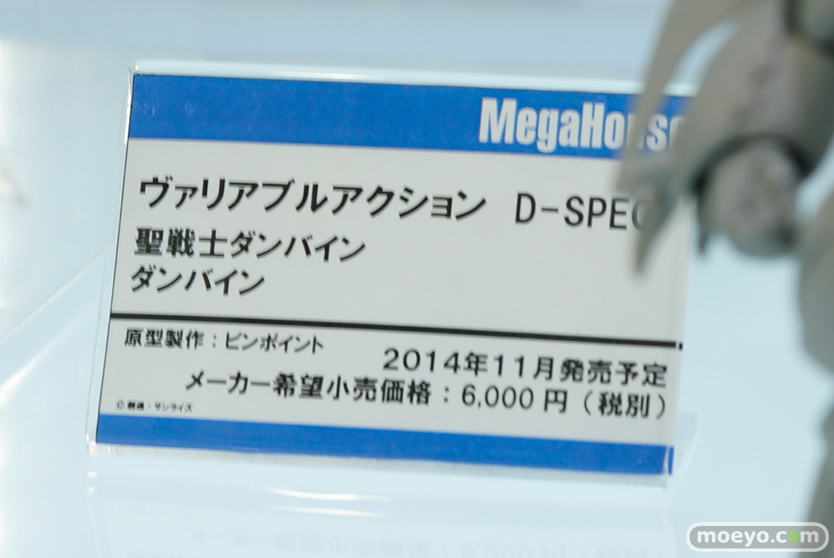 MegaHouse
ヴァリアブルアクション D-SPEC
聖戦士ダンバイン
ダンバイン
原型製作：ピンポイント
2014年11月発売予定
メーカー希望小売価格：6,000円（税別）
© 創通・サンライズ
moeyo.com